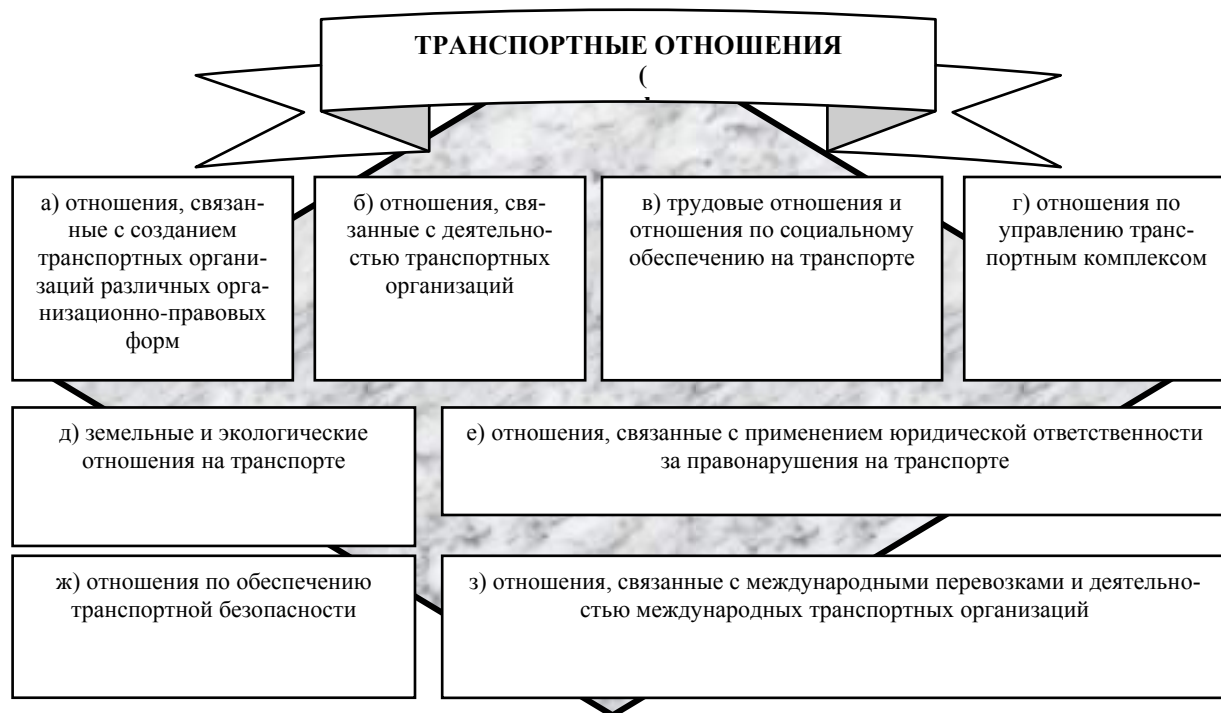 ТРАНСПОРТНЫЕ ОТНОШЕНИЯ
(
а) отношения, связан-
ные с созданием
транспортных органи-
заций различных орга-
низационно-правовых
форм
б) отношения, свя-
занные с деятельно-
стью транспортных
организаций
в) трудовые отношения и
отношения по социальному
обеспечению на транспорте
г) отношения по
управлению транс-
портным комплексом
д) земельные и экологические
отношения на транспорте
е) отношения, связанные с применением юридической ответственности
за правонарушения на транспорте
ж) отношения по обеспечению
транспортной безопасности
з) отношения, связанные с международными перевозками и деятельно-
стью международных транспортных организаций